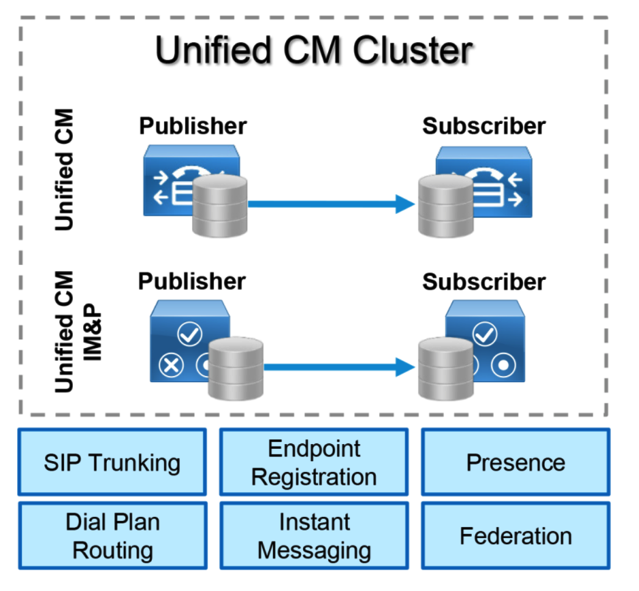 Unified CM Cluster
Unified CM
Publisher
Subscriber
Unified CM
IM&P
Publisher
Subscriber
SIP Trunking
Endpoint
Registration
Presence
Dial Plan
Routing
Instant
Messaging
Federation